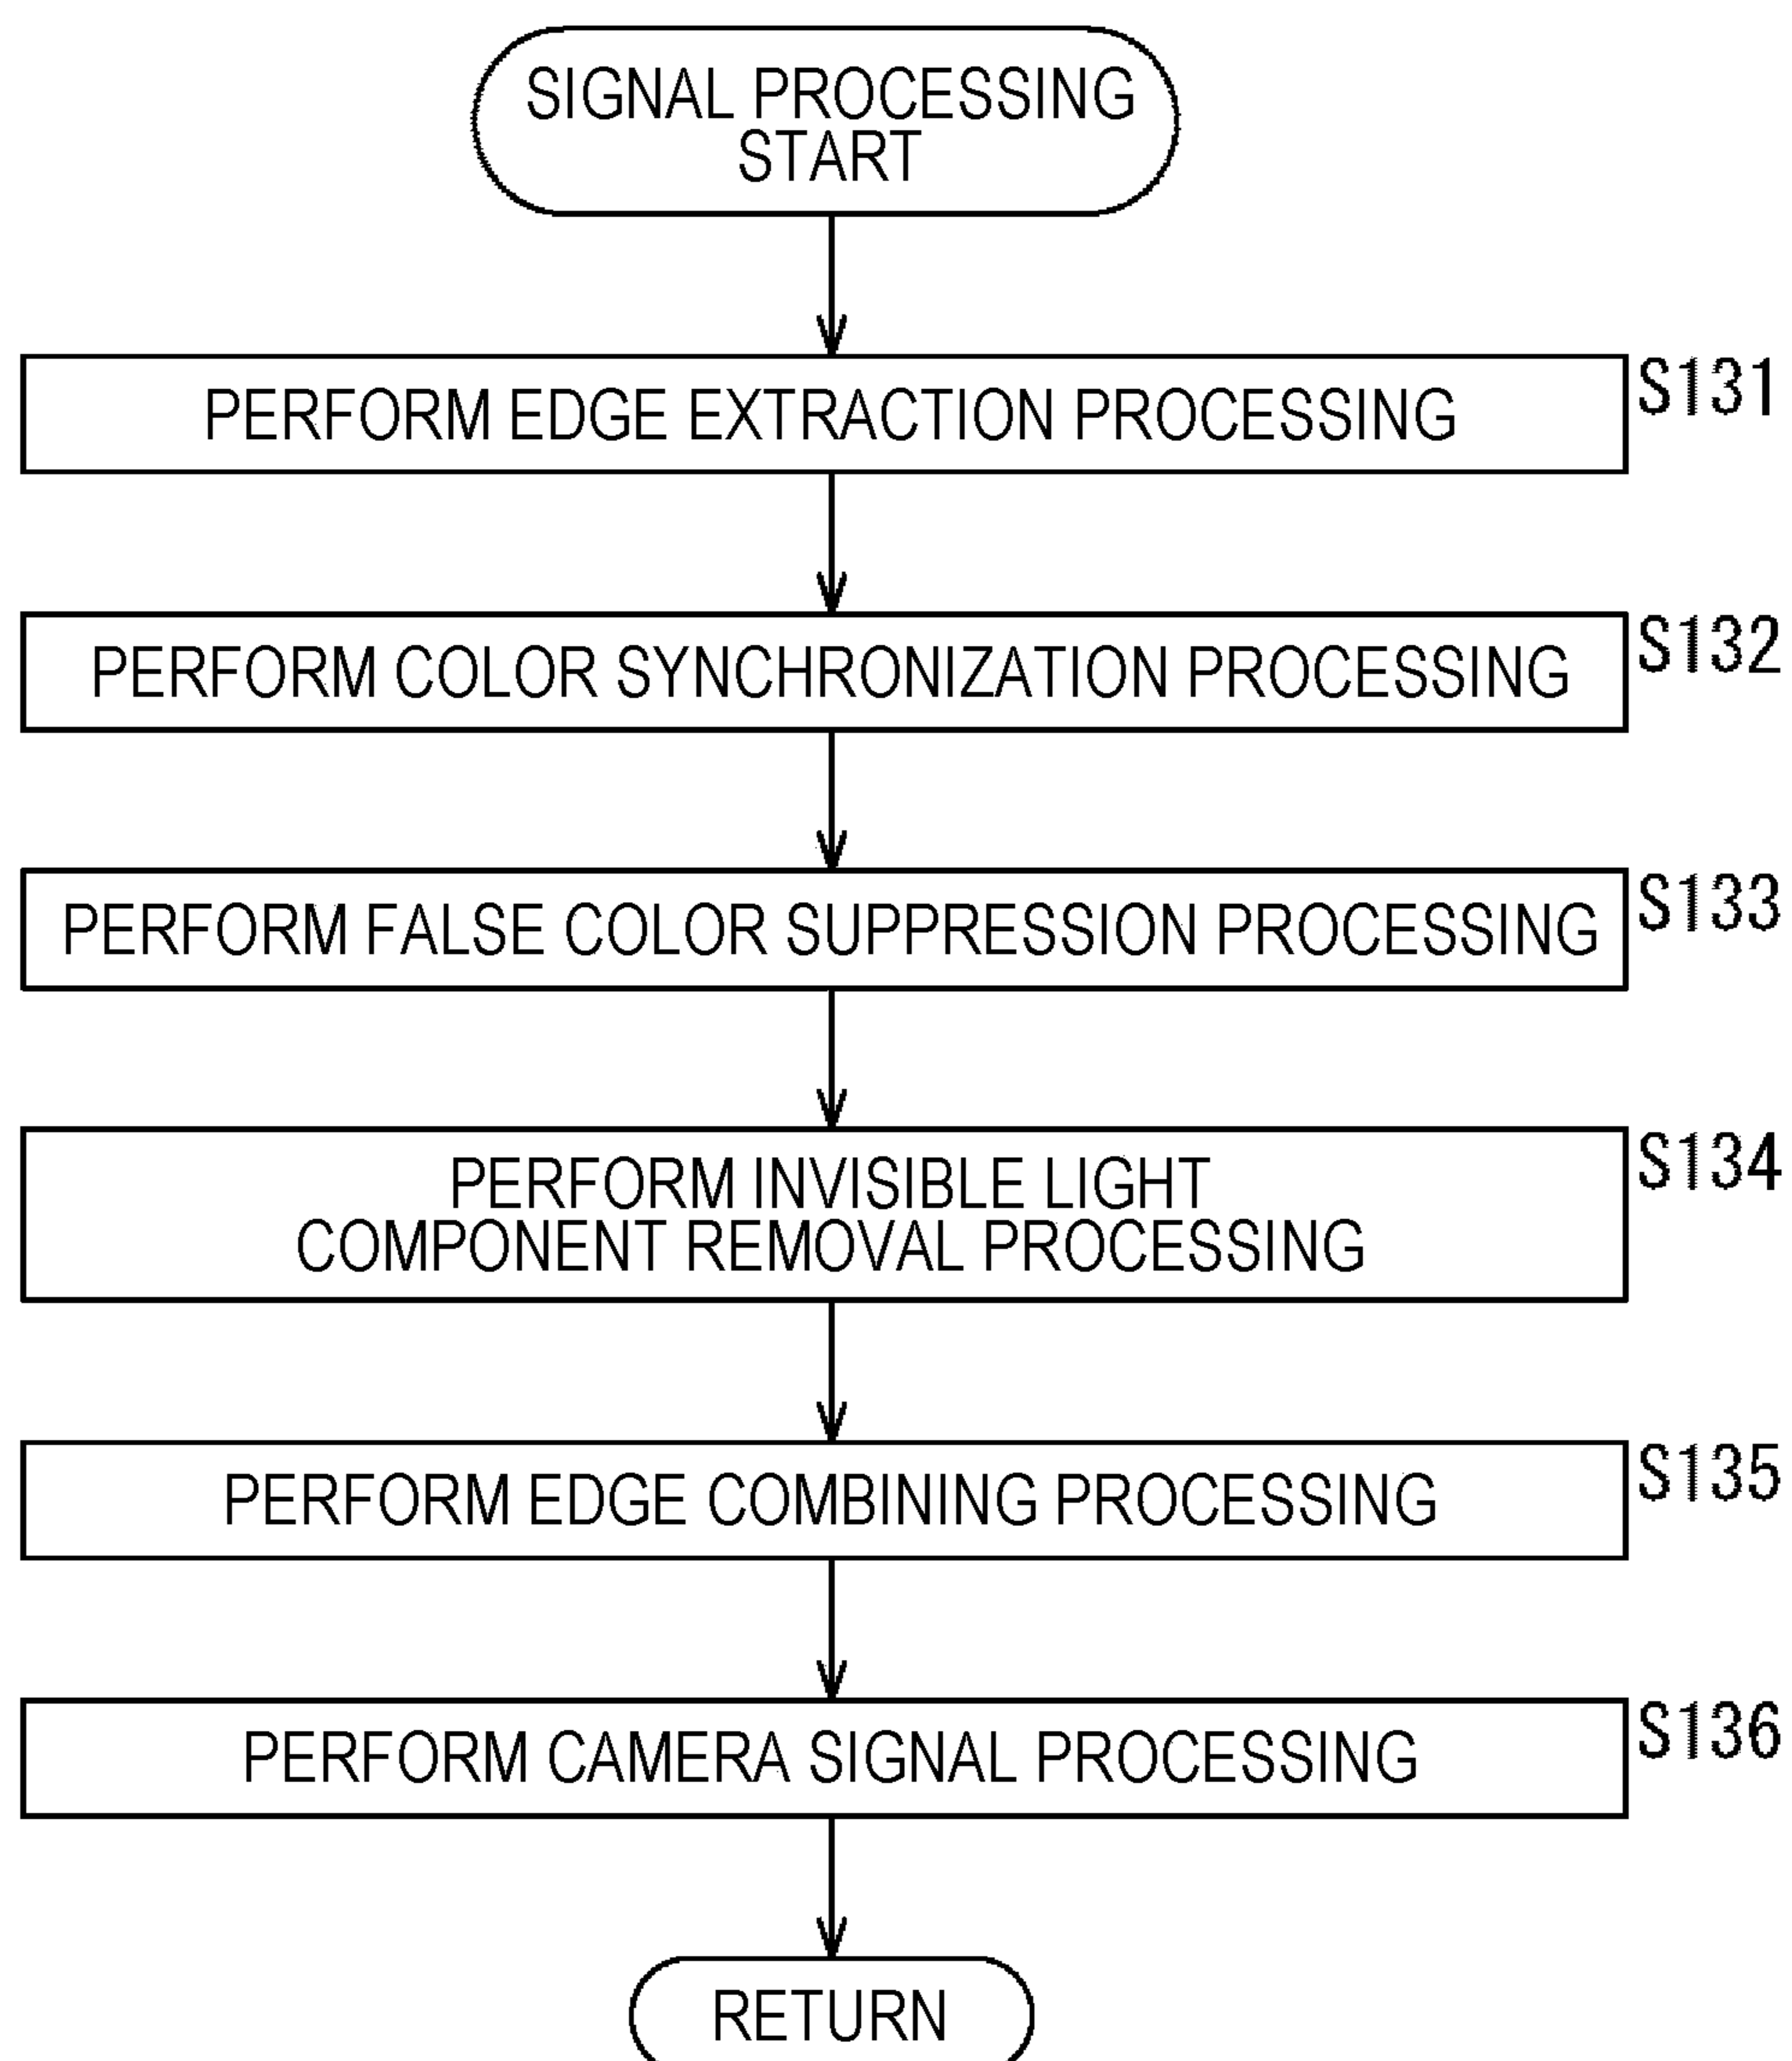 SIGNAL PROCESSING
START
PERFORM EDGE EXTRACTION PROCESSING
S131
PERFORM COLOR SYNCHRONIZATION PROCESSING
S132
PERFORM FALSE COLOR SUPPRESSION PROCESSING
S133
PERFORM INVISIBLE LIGHT
COMPONENT REMOVAL PROCESSING
S134
PERFORM EDGE COMBINING PROCESSING
S135
PERFORM CAMERA SIGNAL PROCESSING
S136
RETURN